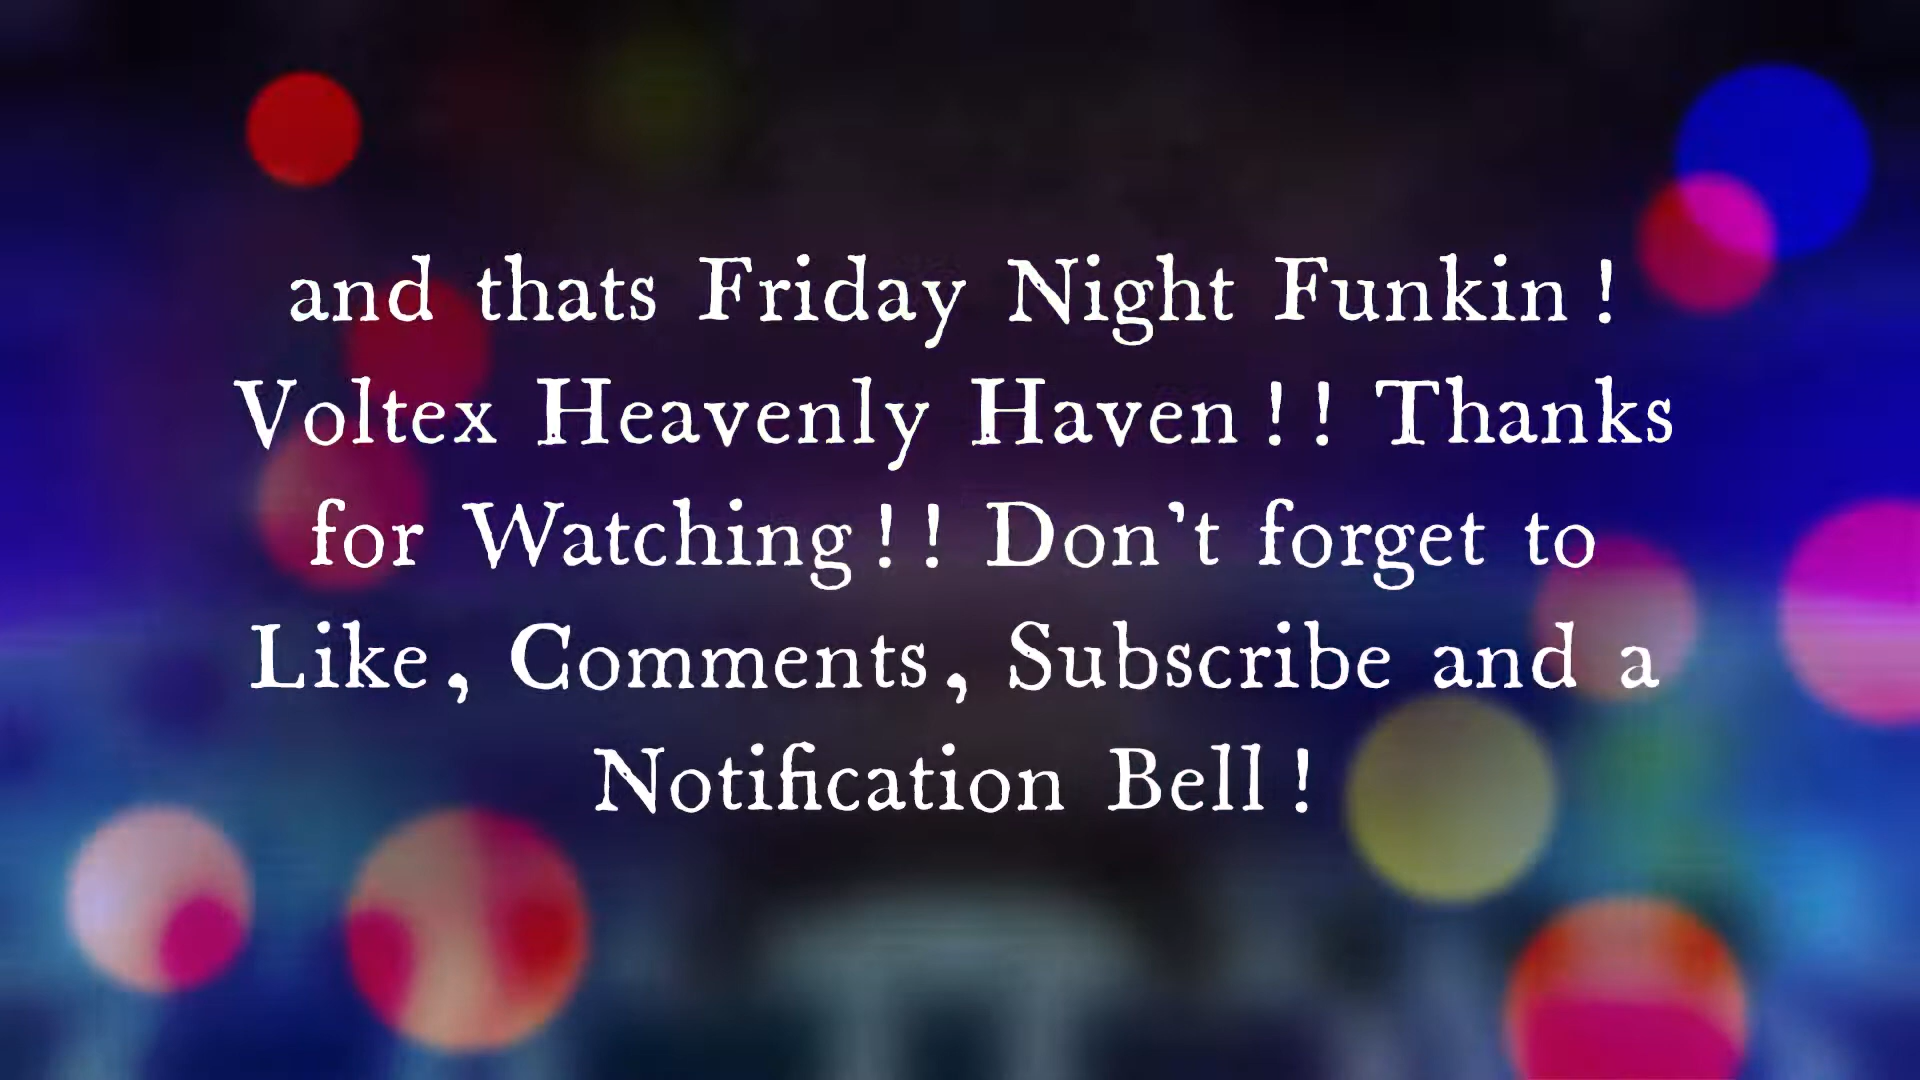 and thats Friday Night Funkin!
Voltex Heavenly Haven!! Thanks
for Watching!! Don't forget to
Like, Comments, Subscribe and a
Notification Bell!